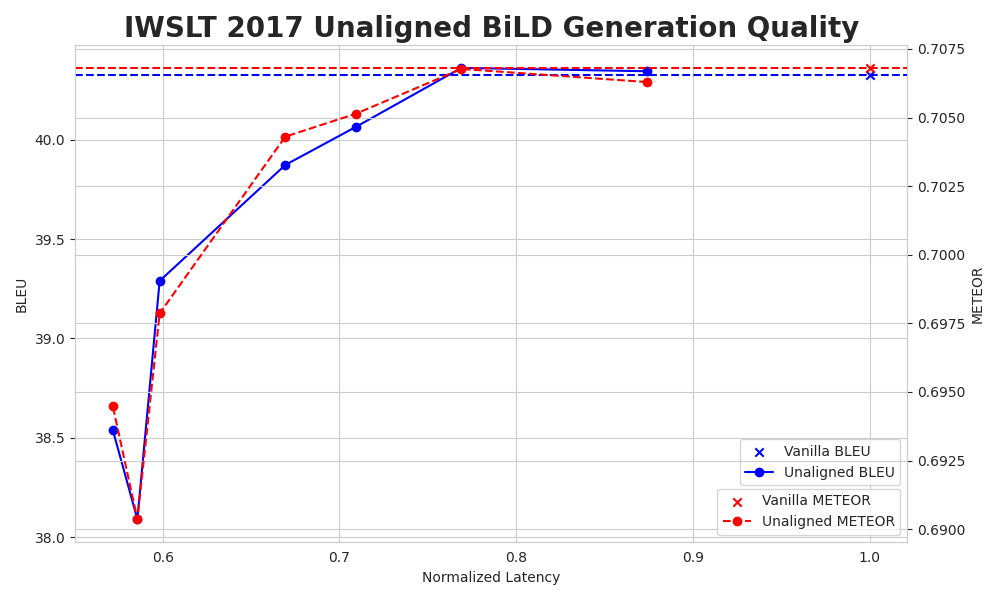 IWSLT 2017 Unaligned BiLD Generation Quality
0.7075
0.7050
40.0
0.7025
39.5
0.7000
BLEU
METEOR
0.6975
39.0
0.6950
38.5
Vanilla BLEU
0.6925
Unaligned BLEU
Vanilla METEOR
Unaligned METEOR
0.6900
38.0
0.6 0.7 0.8 0.9 1.0
Normalized Latency